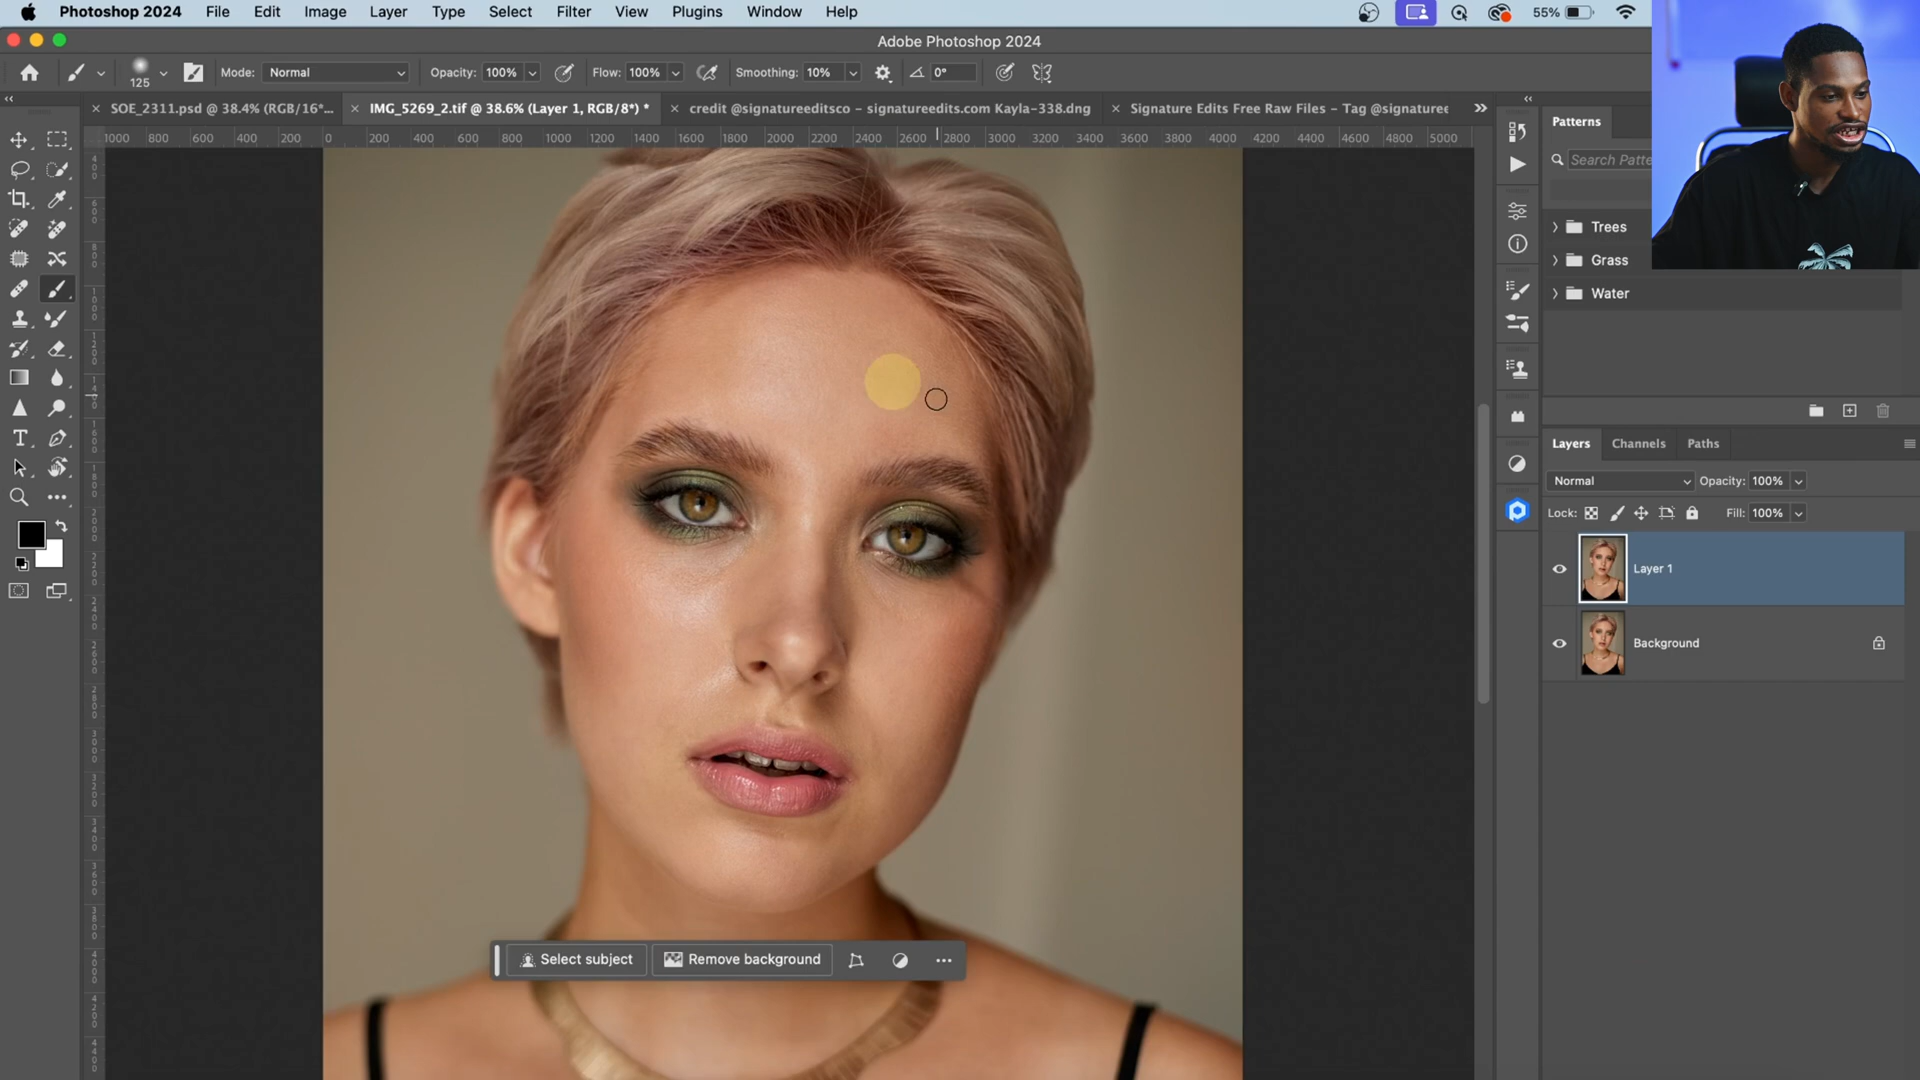 Photoshop 2024 File Edit Image Layer Type Select Filter View Plugins Window Help 55%
Adobe Photoshop 2024
125 Mode: Normal Opacity: 100% Flow: 100% Smoothing: 10% 0°
SOE_2311.psd @ 38.4% (RGB/16*... IMG_5269_2.tif @ 38.6% (Layer 1, RGB/8*) * credit @signatureeditsco – signatureedits.com Kayla-338.dng Signature Edits Free Raw Files – Tag @signaturee
1000 800 600 400 200 0 200 400 600 800 1000 1200 1400 1600 1800 2000 2200 2400 2600 2800 3000 3200 3400 3600 3800 4000 4200 4400 4600 4800 5000
Patterns
Search Patte
Trees
Grass
Water
Layers Channels Paths
Normal Opacity: 100%
Lock: Fill: 100%
Layer 1
Background
Select subject Remove background